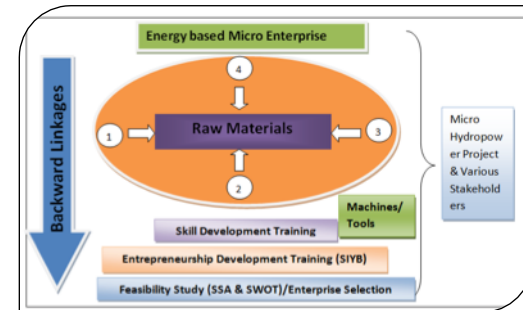 Energy based Micro Enterprise
4
Backward Linkages
1
Raw Materials
3
2
Micro
Hydropow
er Project
& Various
Stakehold
ers
Machines/
Tools
Skill Development Training
Entrepreneurship Development Training (SIYB)
Feasibility Study (SSA & SWOT)/Enterprise Selection